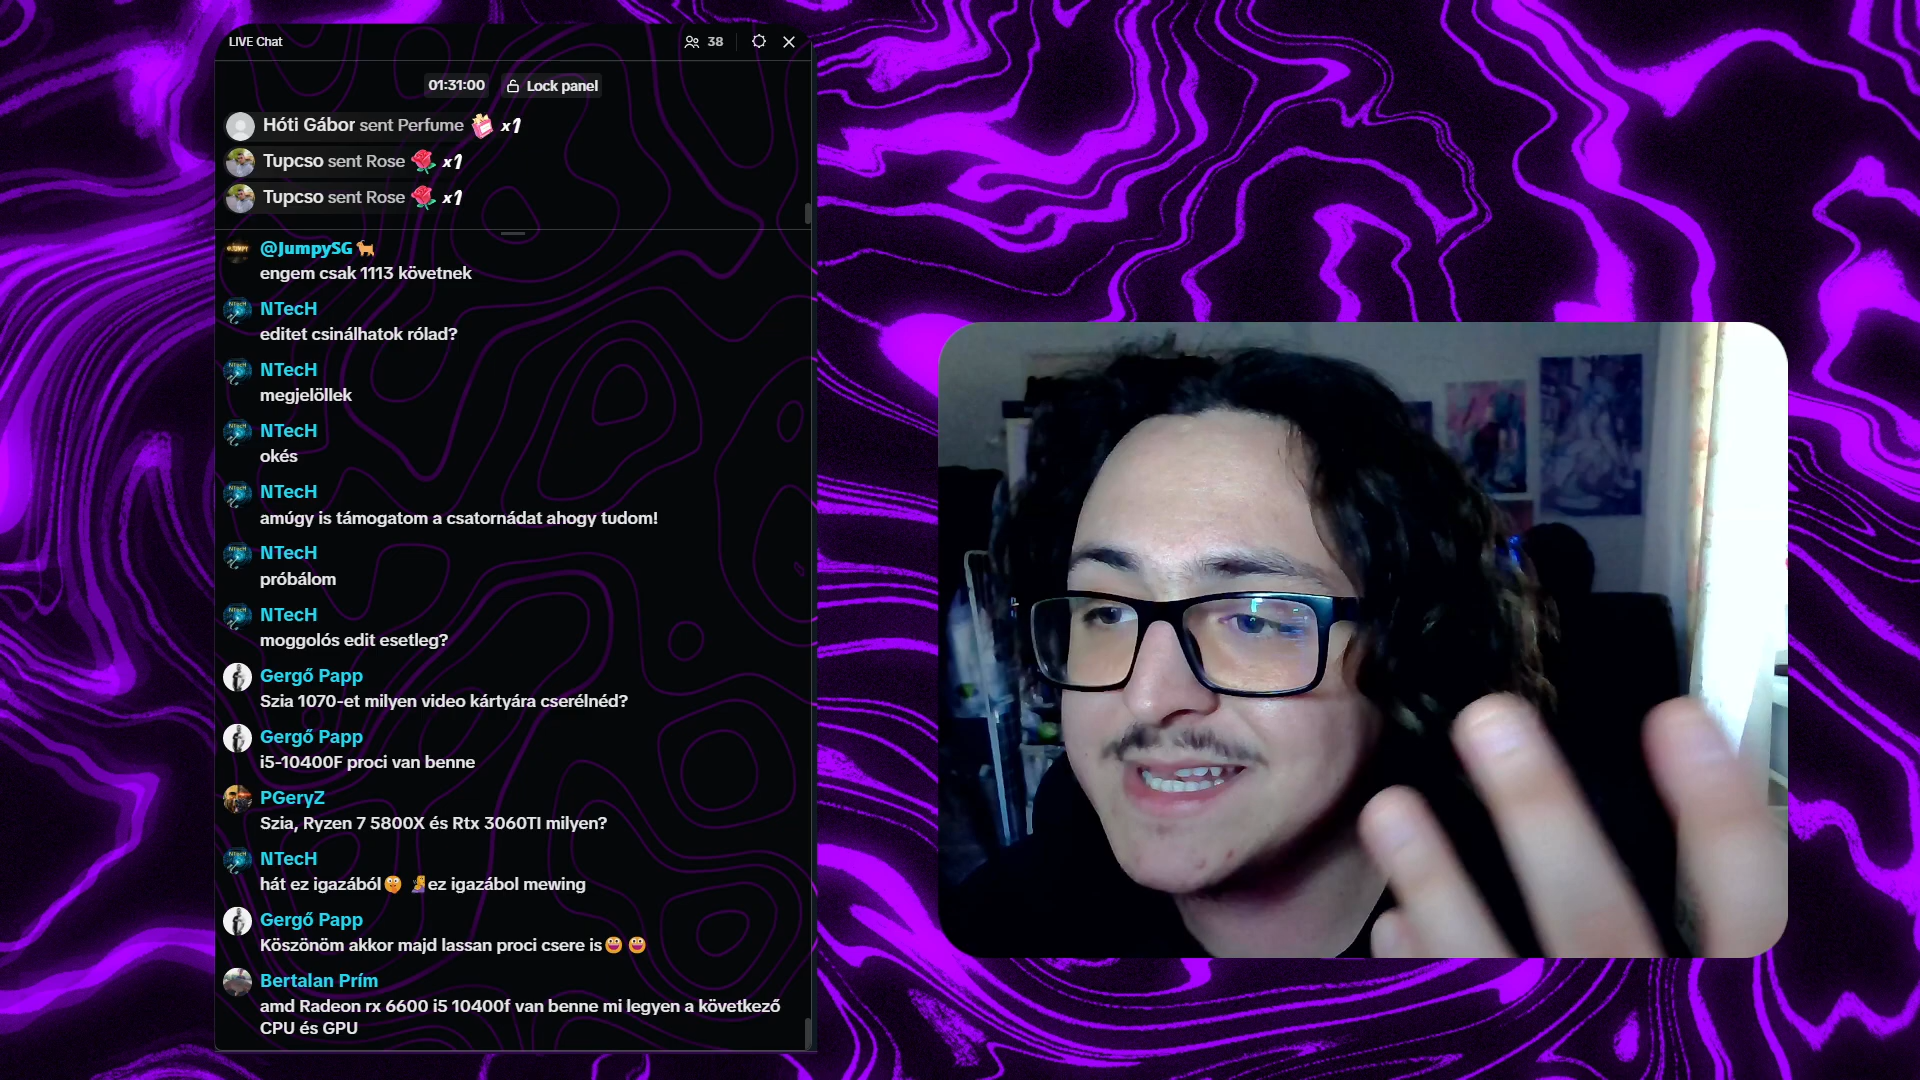 LIVE Chat
38
01:31:00
Lock panel
Hóti Gábor sent Perfume x1
Tupcso sent Rose x1
Tupcso sent Rose x1
@JumpySG
engem csak 1113 követnek
NTecH
editet csinálhatok rólad?
NTecH
megjelöllek
NTecH
okés
NTecH
amúgy is támogatom a csatornádat ahogy tudom!
NTecH
próbálom
NTecH
moggolós edit esetleg?
Gergő Papp
Szia 1070-et milyen video kártyára cserélnéd?
Gergő Papp
i5-10400F proci van benne
PGeryZ
Szia, Ryzen 7 5800X és Rtx 3060TI milyen?
NTecH
hát ez igazából🤫 🧏ez igazábol mewing
Gergő Papp
Köszönöm akkor majd lassan proci csere is
Bertalan Prím
amd Radeon rx 6600 i5 10400f van benne mi legyen a következő
CPU és GPU